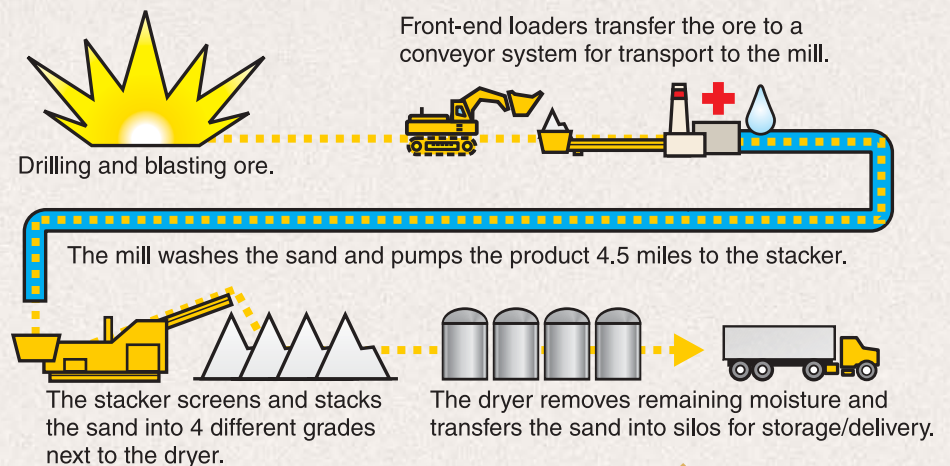 Front-end loaders transfer the ore to a
conveyor system for transport to the mill.
Drilling and blasting ore.
The mill washes the sand and pumps the product 4.5 miles to the stacker.
The stacker screens and stacks
the sand into 4 different grades
next to the dryer.
The dryer removes remaining moisture and
transfers the sand into silos for storage/delivery.